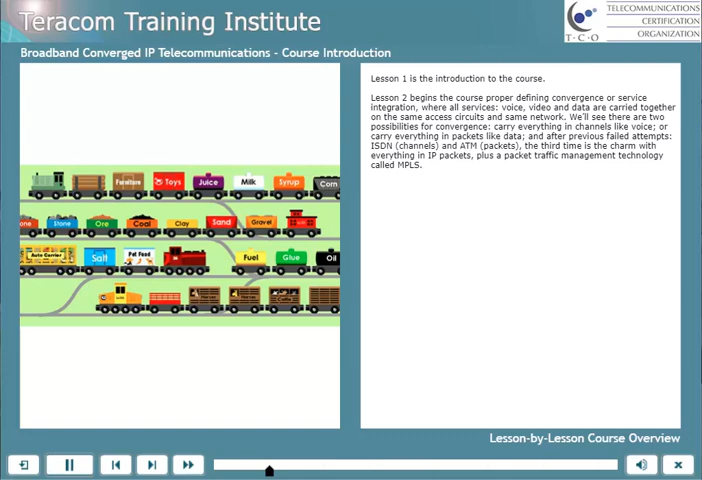 Teracom Training Institute
TELECOMMUNICATIONS
CERTIFICATION
ORGANIZATION
T·C·O
Broadband Converged IP Telecommunications - Course Introduction
Lesson 1 is the introduction to the course.
Lesson 2 begins the course proper defining convergence or service
integration, where all services: voice, video and data are carried together
on the same access circuits and same network. We'll see there are two
possibilities for convergence: carry everything in channels like voice; or
carry everything in packets like data; and after previous failed attempts:
ISDN (channels) and ATM (packets), the third time is the charm with
everything in IP packets, plus a packet traffic management technology
called MPLS.
Furniture Toys Juice Milk Syrup Corn
one Stone Ore Coal Clay Sand Gravel
Auto Carrier Salt Pet Food Fuel Glue Oil
Horses Horses Cattle
Lesson-by-Lesson Course Overview